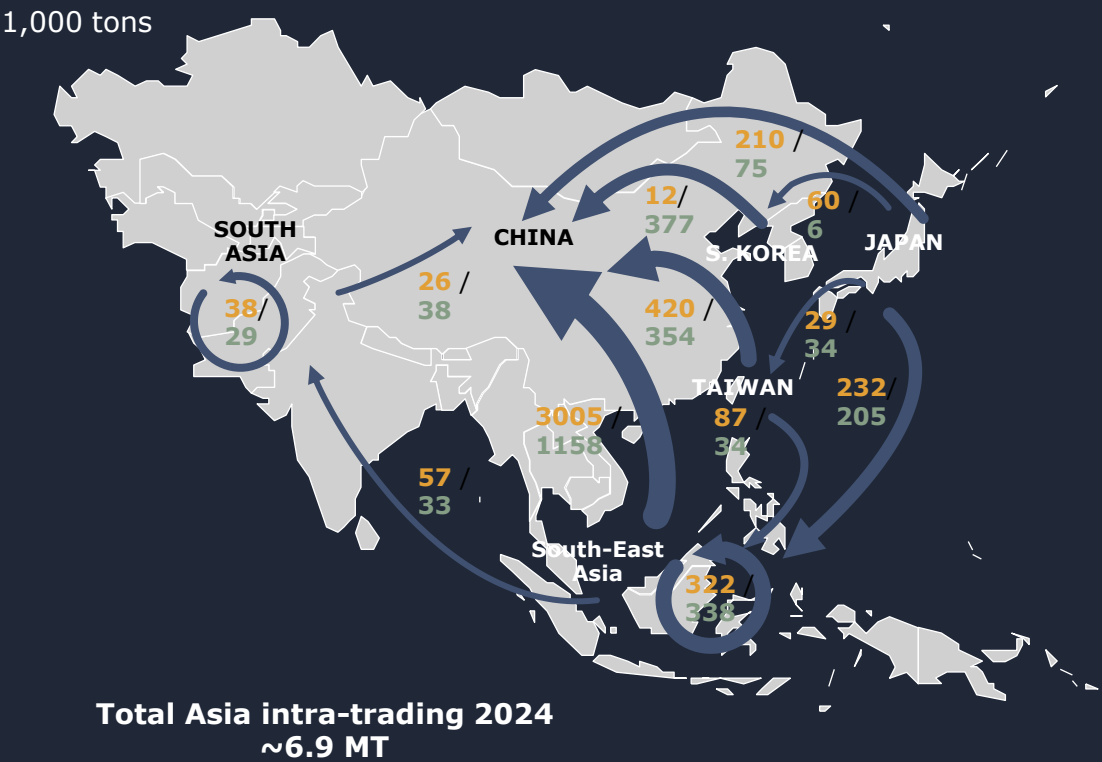 1,000 tons
210 /
75
12/
377
60 /
6
SOUTH
ASIA
CHINA
S. KOREA
JAPAN
26 /
38
38/
29
420 /
354
29 /
34
TAIWAN
232/
205
3005 /
1158
87 /
34
57 /
33
South-East
Asia
322 /
338
Total Asia intra-trading 2024
~6.9 MT